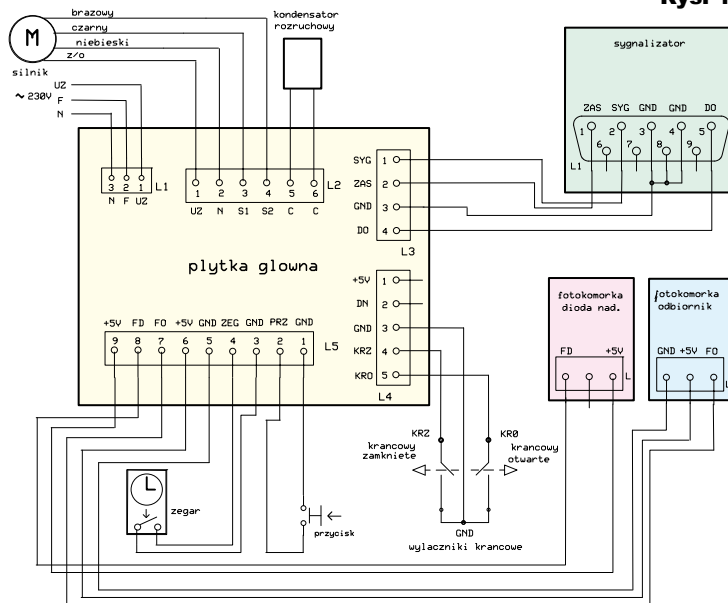 Rys. 1
brazowy
czarny
niebieski
z/o
M
silnik
UZ
~ 230V F
N
kondensator
rozruchowy
sygnalizator
ZAS SYG GND GND DO
1 2 3 4 5
6 7 8 9
L1
3 2 1
N F UZ
L1
1 2 3 4 5 6
UZ N S1 S2 C C
L2
SYG 1
ZAS 2
GND 3
DO 4
L3
plytka glowna
+5V 1
DN 2
GND 3
KRZ 4
KRO 5
L4
+5V FD FO +5V GND ZEG GND PRZ GND
9 8 7 6 5 4 3 2 1
L5
fotokomorka
dioda nad.
FD +5V
L
fotokomorka
odbiornik
GND +5V FO
KRZ
krancowy
zamkniete
KRØ
krancowy
otwarte
GND
wylaczniki krancowe
zegar
przycisk